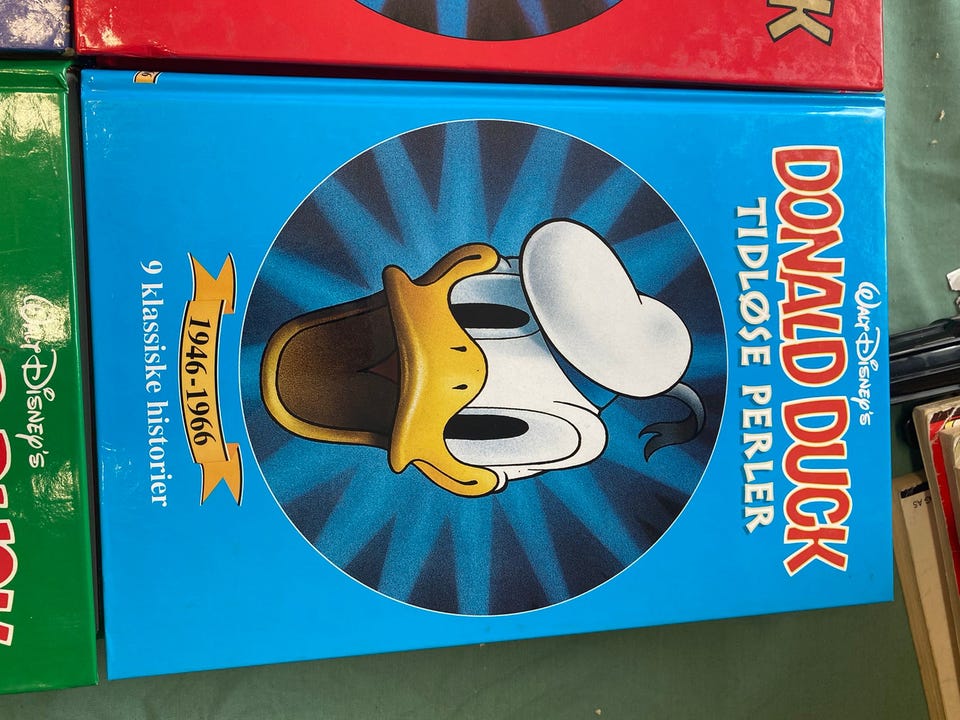 WALT DISNEY'S
DONALD DUCK
TIDLØSE PERLER
1946-1966
9 klassiske historier
WALT DISNEY'S
K